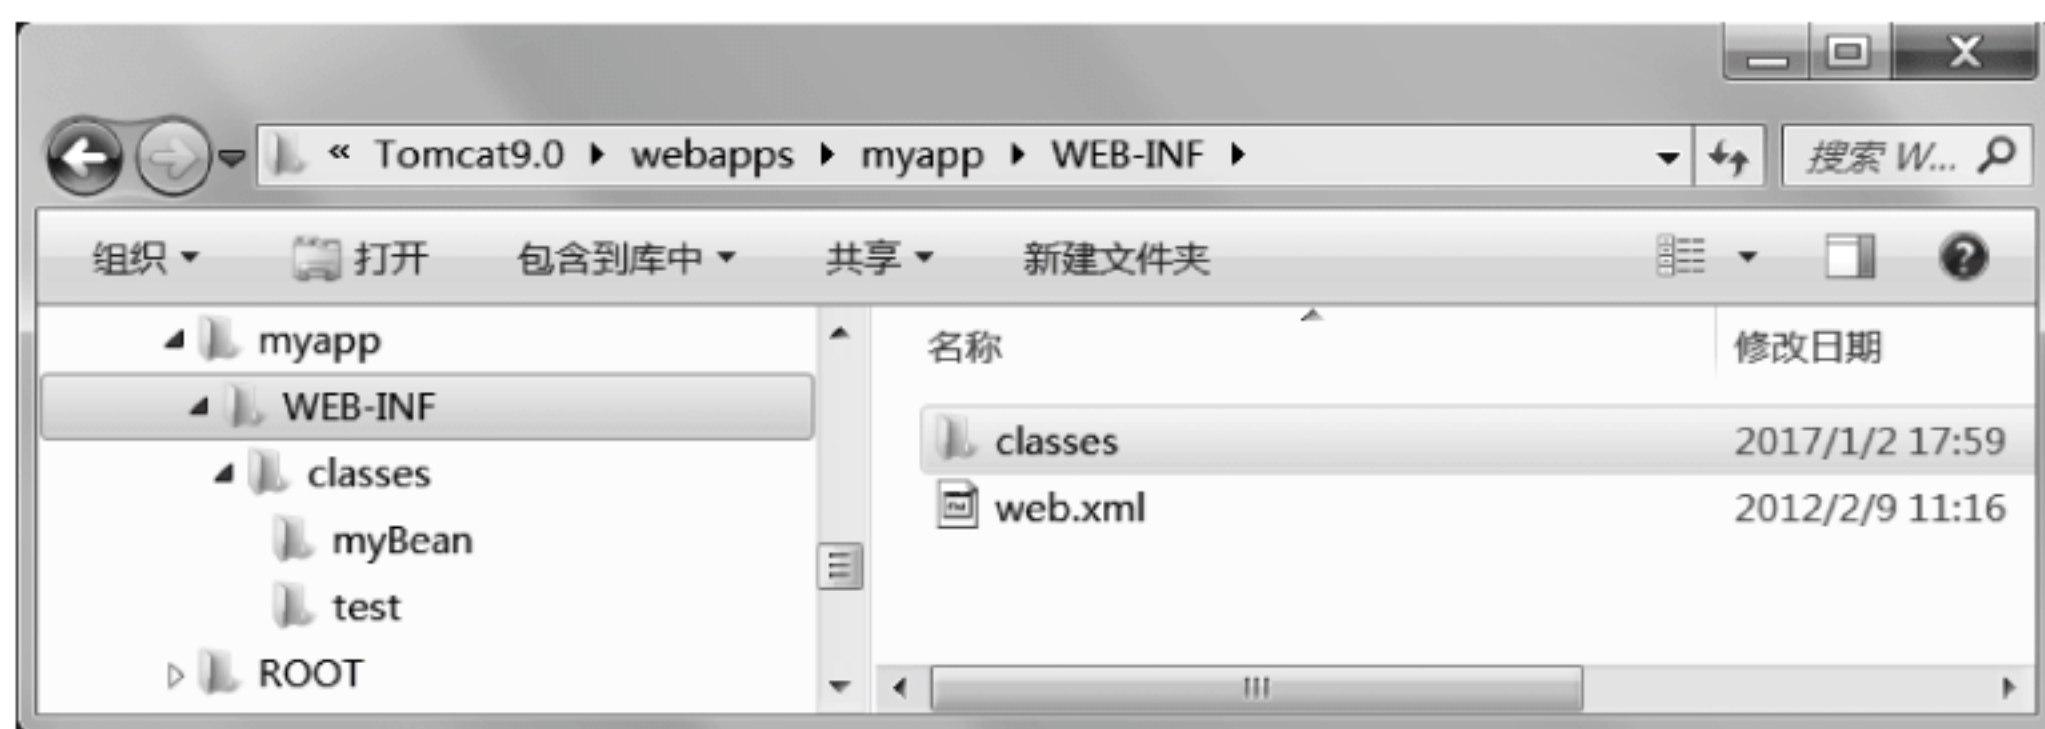 « Tomcat9.0 ▸ webapps ▸ myapp ▸ WEB-INF ▸ 搜索 W...
组织 打开 包含到库中 共享 新建文件夹
myapp
WEB-INF
classes
myBean
test
ROOT
名称 修改日期
classes 2017/1/2 17:59
web.xml 2012/2/9 11:16